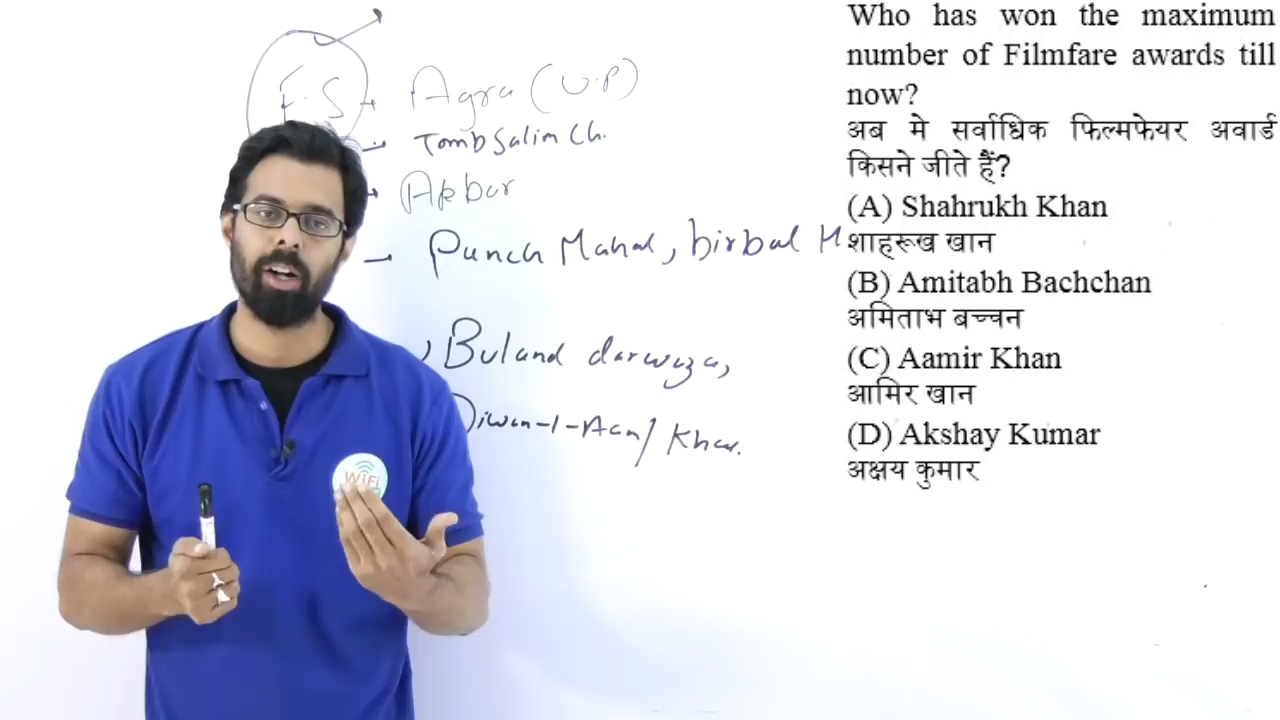 F.S
Agra (U.P)
Tomb Salim Ch.
Akbar
Punch Mahal, birbal H
Buland darwaza,
Diwan-I-Aam/ Khas.
WiFi
Who has won the maximum
number of Filmfare awards till
now?
अब मे सर्वाधिक फिल्मफेयर अवार्ड
किसने जीते हैं?
(A) Shahrukh Khan
शाहरूख खान
(B) Amitabh Bachchan
अमिताभ बच्चन
(C) Aamir Khan
आमिर खान
(D) Akshay Kumar
अक्षय कुमार